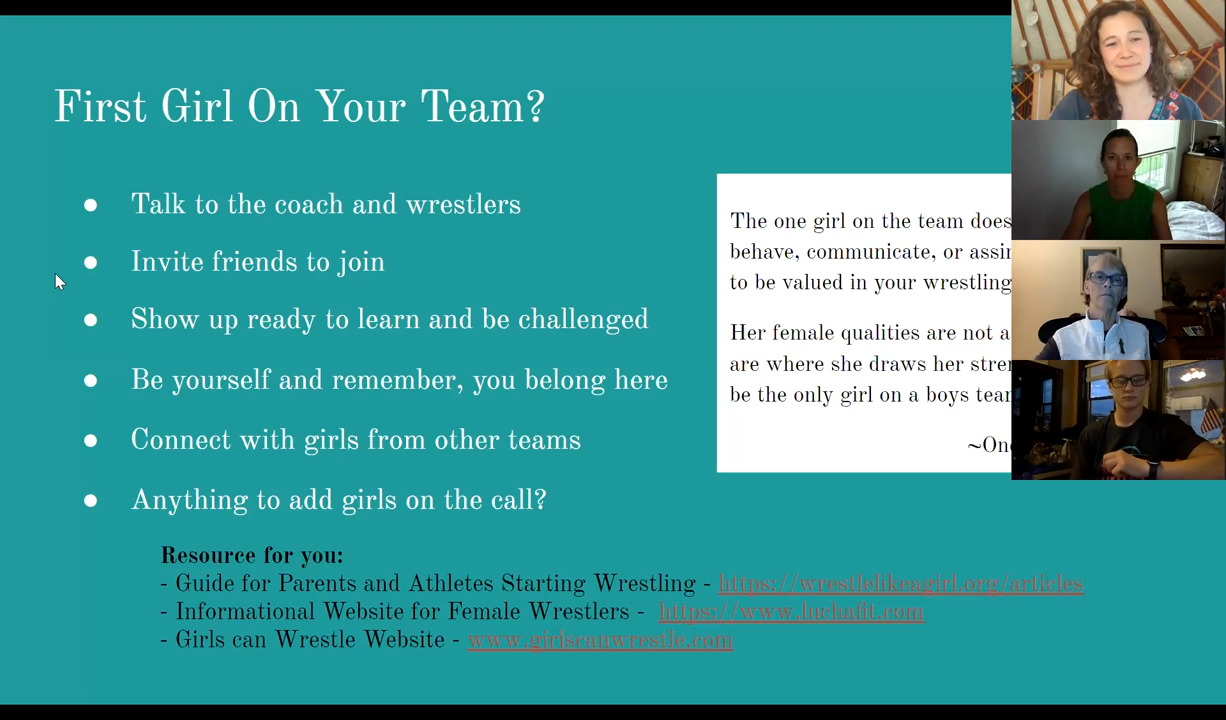 First Girl On Your Team?
● Talk to the coach and wrestlers
● Invite friends to join
● Show up ready to learn and be challenged
● Be yourself and remember, you belong here
● Connect with girls from other teams
● Anything to add girls on the call?
The one girl on the team does
behave, communicate, or
to be valued in your wrestling
Her female qualities are not a
are where she draws her
be the only girl on a boys
Resource for you:
- Guide for Parents and Athletes Starting Wrestling - https://wrestlelikeagirl.org/articles
- Informational Website for Female Wrestlers - https://www.luchafit.com
- Girls can Wrestle Website - www.girlscanwrestle.com